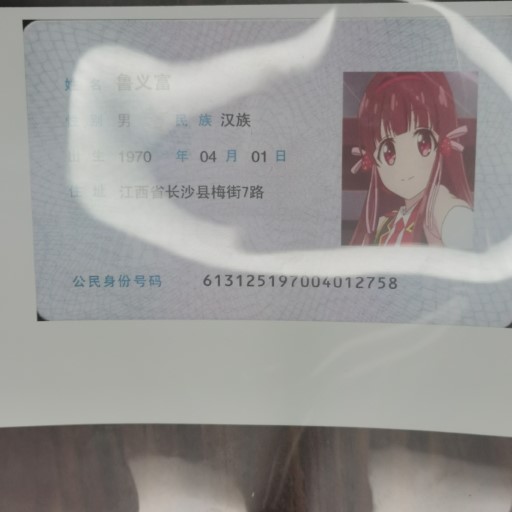 姓名 鲁义富
性别 男 民族 汉族
出生 1970 年 04 月 01 日
住址 江西省长沙县梅街7路
公民身份号码 613125197004012758